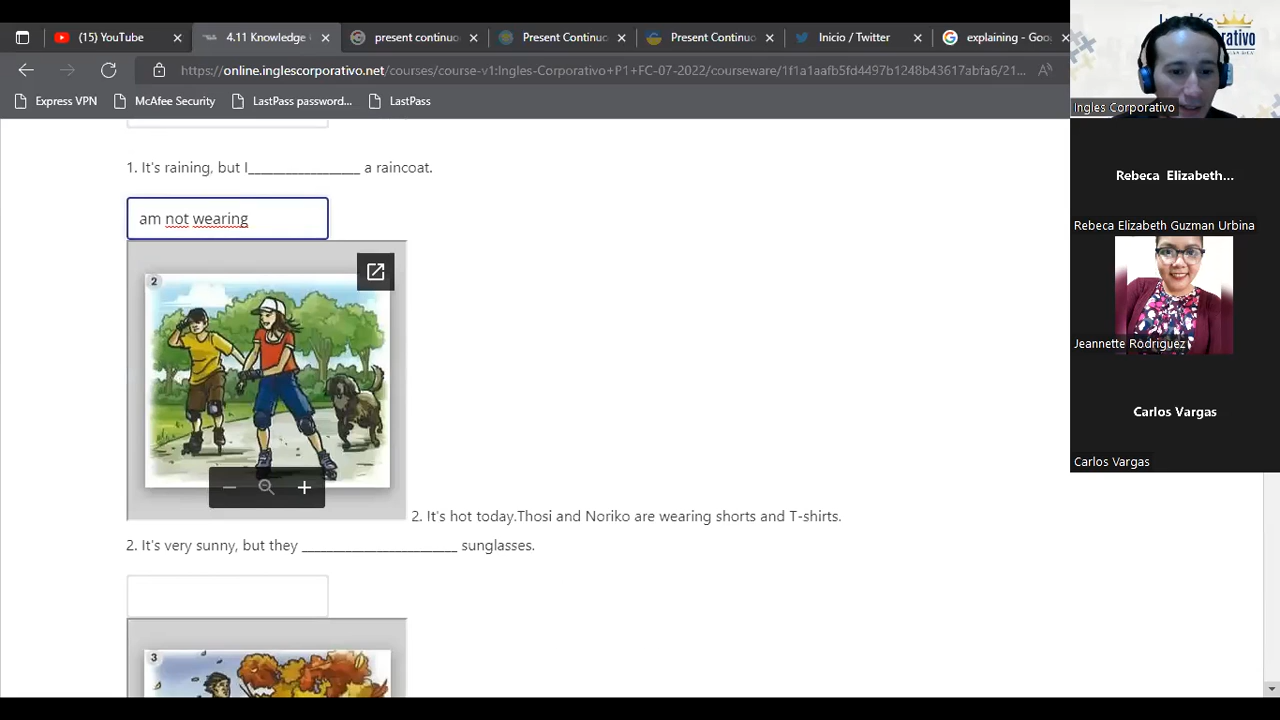 (15) YouTube
4.11 Knowledge
present continuo
Present Continuc
Present Continuo
Inicio / Twitter
explaining - Goo
https://online.inglescorporativo.net/courses/course-v1:Ingles-Corporativo+P1+FC-07-2022/courseware/1f1a1aafb5fd4497b1248b43617abfa6/21...
Express VPN
McAfee Security
LastPass password...
LastPass
1. It's raining, but I_________________ a raincoat.
am not wearing
2
2. It's hot today.Thosi and Noriko are wearing shorts and T-shirts.
2. It's very sunny, but they ________________________ sunglasses.
3
Ingles Corporativo
Rebeca Elizabeth...
Rebeca Elizabeth Guzman Urbina
Jeannette Rodriguez
Carlos Vargas
Carlos Vargas